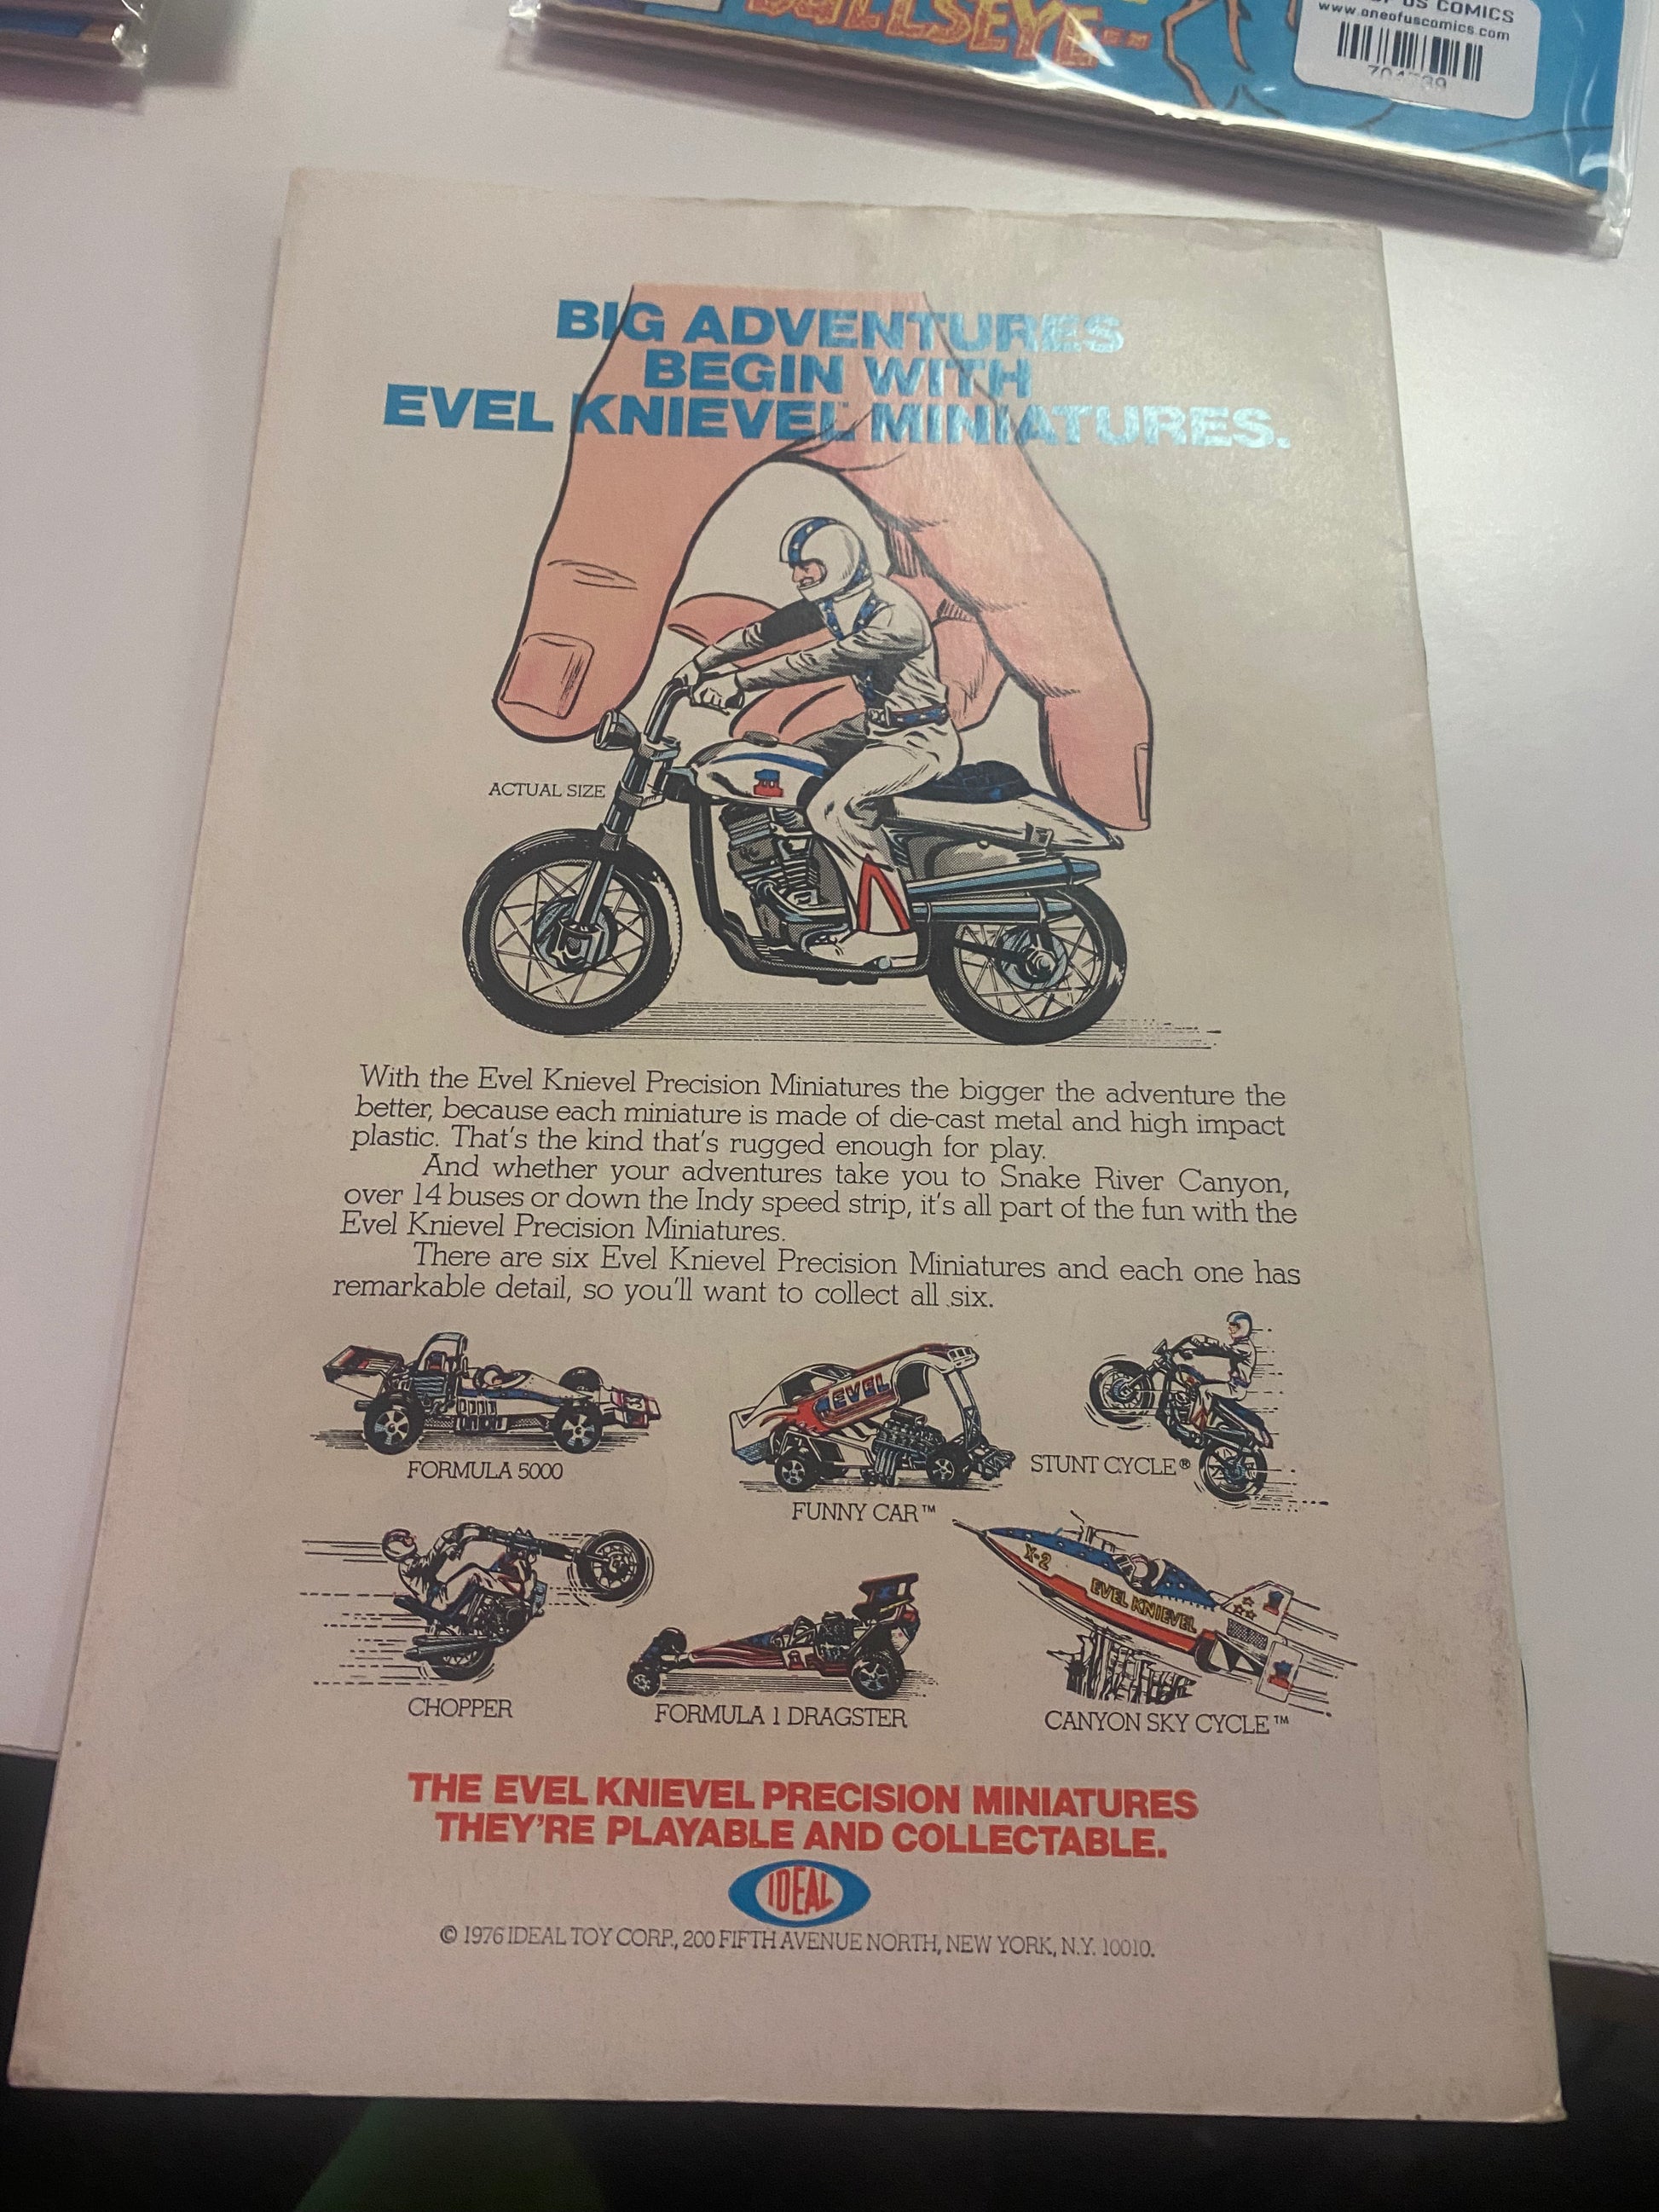 BULLSEYE--
US COMICS
www.oneofuscomics.com
BIG ADVENTURES
BEGIN WITH
EVEL KNIEVEL MINIATURES.
ACTUAL SIZE
With the Evel Knievel Precision Miniatures the bigger the adventure the
better, because each miniature is made of die-cast metal and high impact
plastic. That's the kind that's rugged enough for play.
And whether your adventures take you to Snake River Canyon,
over 14 buses or down the Indy speed strip, it's all part of the fun with the
Evel Knievel Precision Miniatures.
There are six Evel Knievel Precision Miniatures and each one has
remarkable detail, so you'll want to collect all six.
EVEL
FORMULA 5000
FUNNY CAR™
STUNT CYCLE®
X-2
EVEL KNIEVEL
CHOPPER
FORMULA 1 DRAGSTER
CANYON SKY CYCLE™
THE EVEL KNIEVEL PRECISION MINIATURES
THEY'RE PLAYABLE AND COLLECTABLE.
IDEAL
© 1976 IDEAL TOY CORP., 200 FIFTH AVENUE NORTH, NEW YORK, N.Y. 10010.